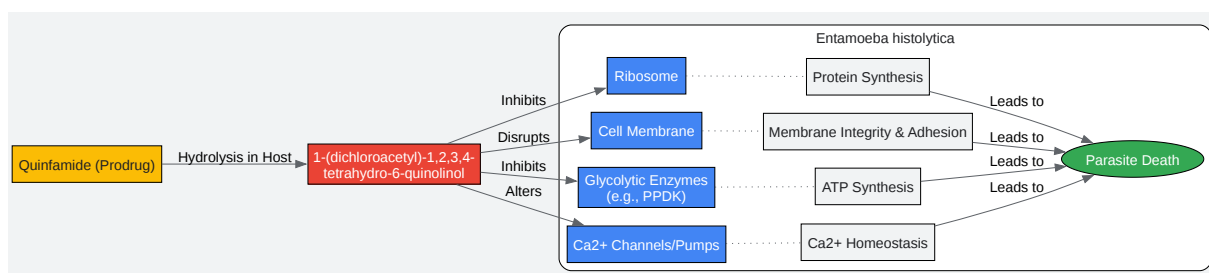 Entamoeba histolytica
Quinfamide (Prodrug)
Hydrolysis in Host
1-(dichloroacetyl)-1,2,3,4-
tetrahydro-6-quinolinol
Inhibits
Disrupts
Inhibits
Alters
Ribosome
Cell Membrane
Glycolytic Enzymes
(e.g., PPDK)
Ca2+ Channels/Pumps
Protein Synthesis
Membrane Integrity & Adhesion
ATP Synthesis
Ca2+ Homeostasis
Leads to
Leads to
Leads to
Leads to
Parasite Death